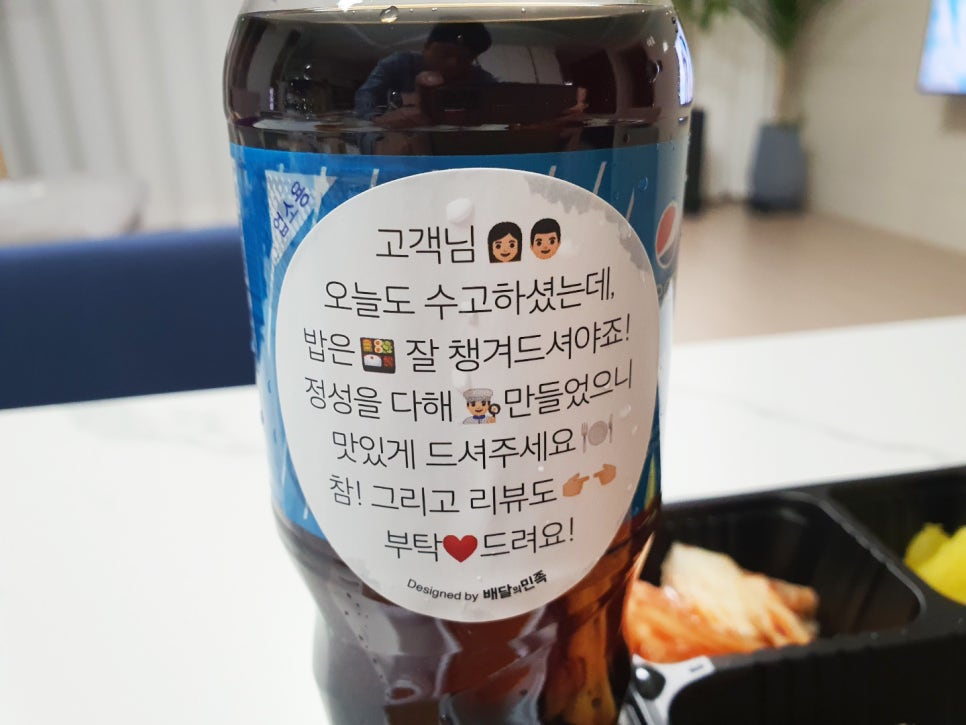 업소용
고객님 👩🏽👨🏽
오늘도 수고하셨는데,
밥은🍱 잘 챙겨드셔야죠!
정성을 다해 👨🏼‍🍳만들었으니
맛있게 드셔주세요🍽
참! 그리고 리뷰도 👉🏼👈🏼
부탁❤️드려요!
Designed by 배달의민족